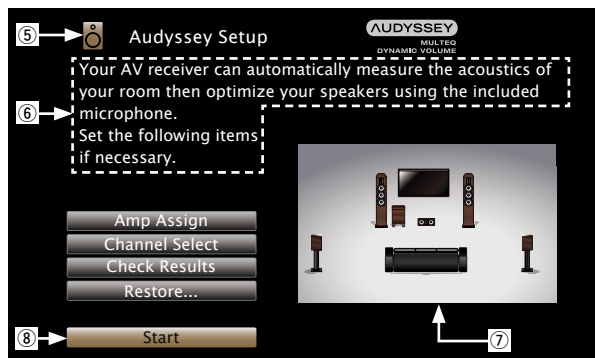 ⑤ Audyssey Setup
AUDYSSEY
MULTEQ
DYNAMIC VOLUME
Your AV receiver can automatically measure the acoustics of
your room then optimize your speakers using the included
⑥ microphone.
Set the following items
if necessary.
Amp Assign
Channel Select
Check Results
Restore...
⑧ Start
⑦